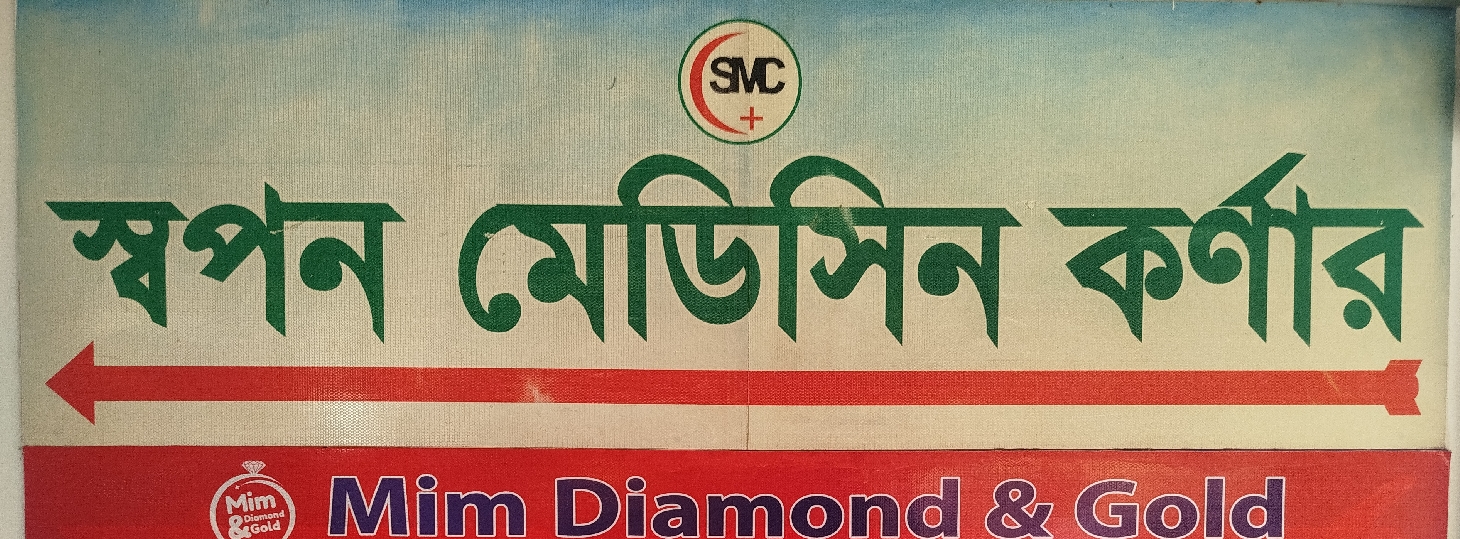 SMC
স্বপন মেডিসিন কর্ণার
Mim
& Diamond
Gold
Mim Diamond & Gold